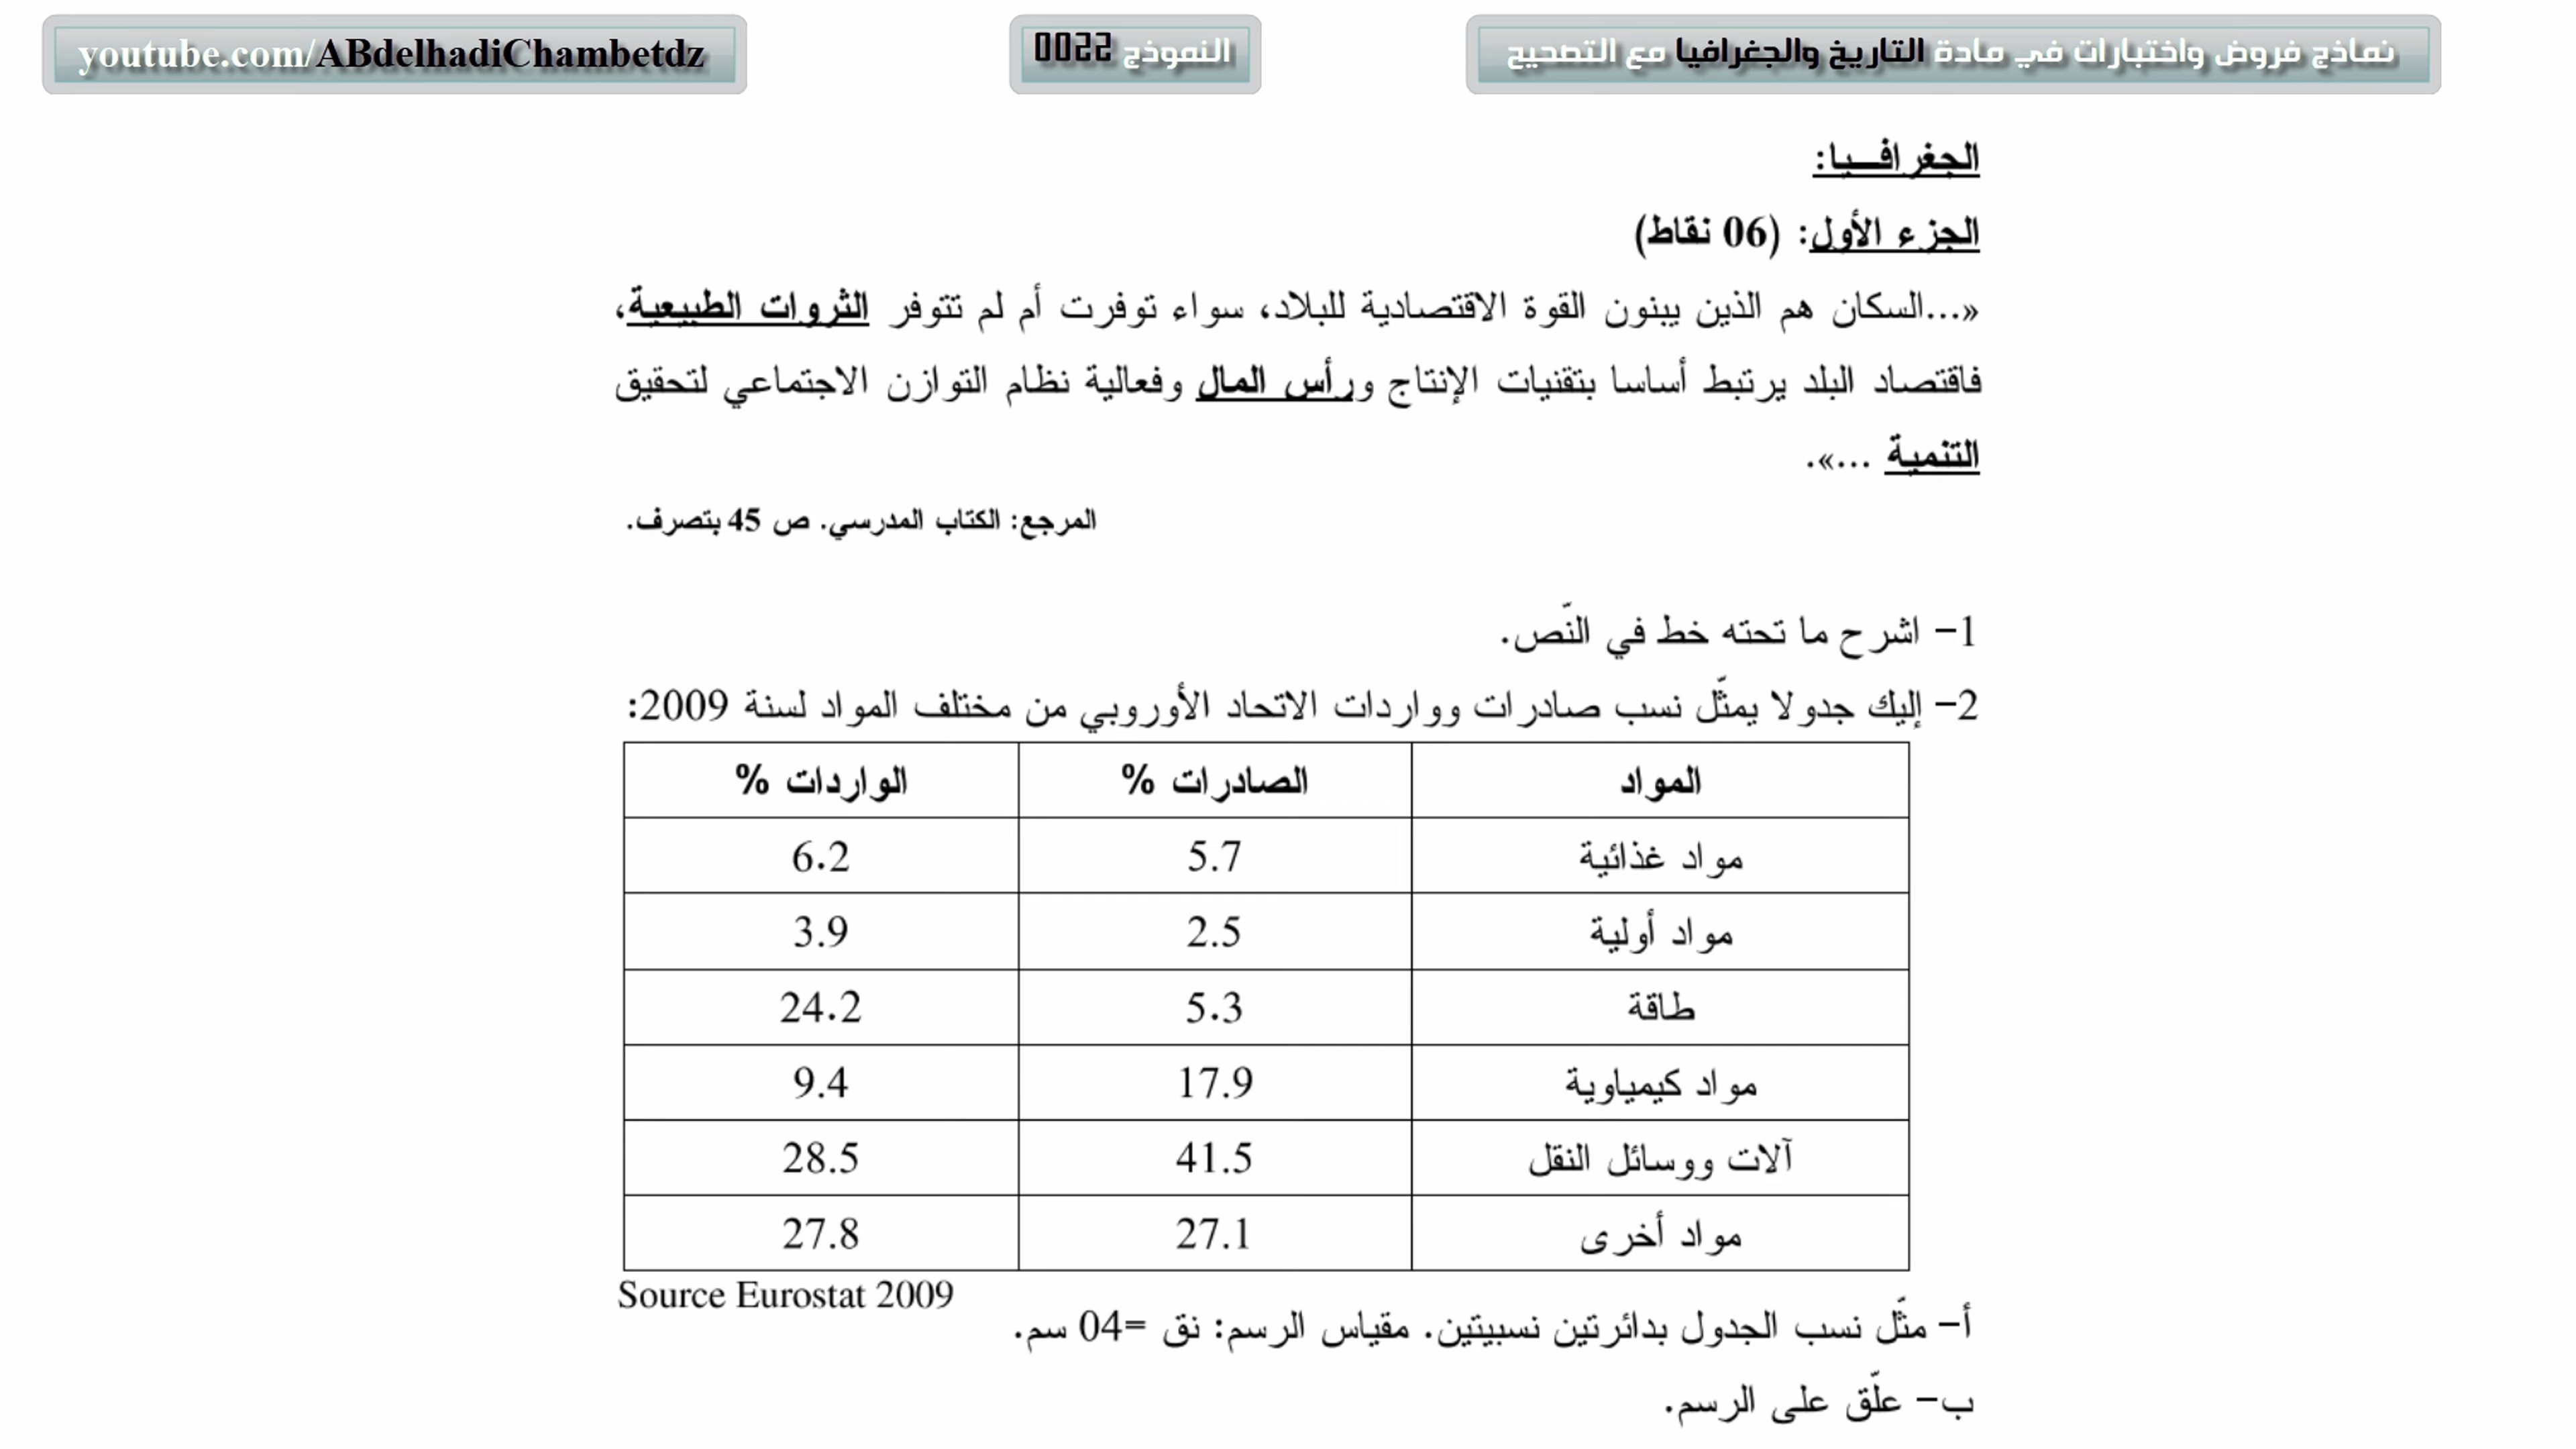 نماذج فروض واختبارات في مادة التاريخ والجغرافيا مع التصحيح
النموذج 0022
youtube.com/ABdelhadiChambetdz
الجغرافـــيا:
الجزء الأول: (06 نقاط)
«...السكان هم الذين يبنون القوة الاقتصادية للبلاد، سواء توفرت أم لم تتوفر الثروات الطبيعية،
فاقتصاد البلد يرتبط أساسا بتقنيات الإنتاج ورأس المال وفعالية نظام التوازن الاجتماعي لتحقيق
التنمية ...».
المرجع: الكتاب المدرسي. ص 45 بتصرف.
1- اشرح ما تحته خط في النّص.
2- إليك جدولا يمثّل نسب صادرات وواردات الاتحاد الأوروبي من مختلف المواد لسنة 2009:
المواد الصادرات % الواردات %
مواد غذائية 5.7 6.2
مواد أولية 2.5 3.9
طاقة 5.3 24.2
مواد كيمياوية 17.9 9.4
آلات ووسائل النقل 41.5 28.5
مواد أخرى 27.1 27.8
Source Eurostat 2009
أ- مثّل نسب الجدول بدائرتين نسبيتين. مقياس الرسم: نق =04 سم.
ب- علّق على الرسم.